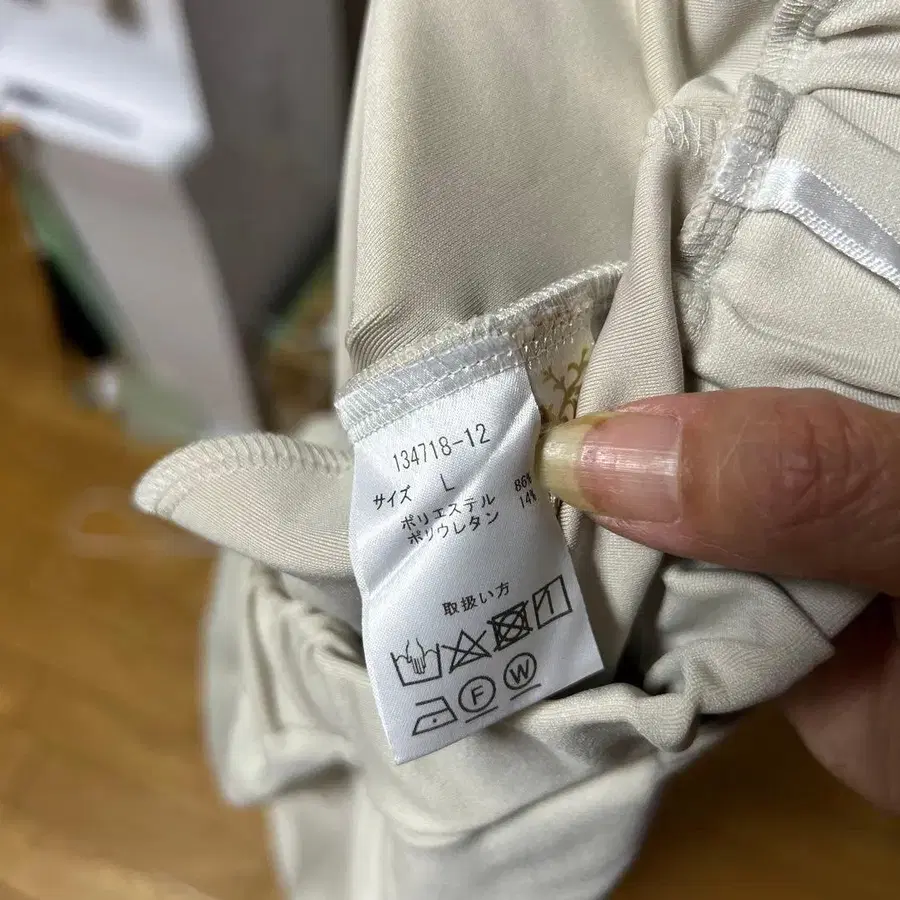 134718-12
サイズ L
ポリエステル 86%
ポリウレタン 14%
取扱い方
F W